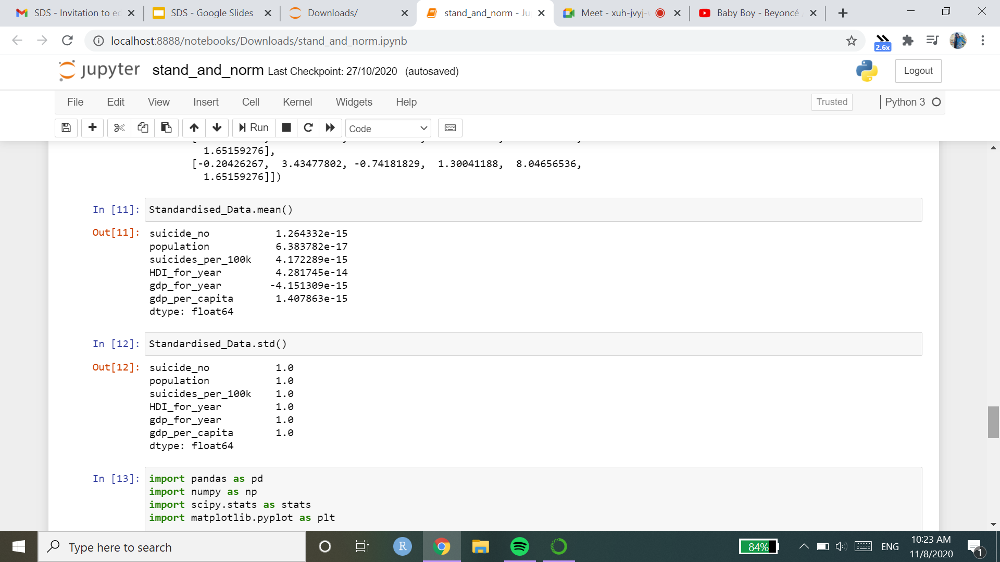 SDS - Invitation to ec
SDS - Google Slides
Downloads/
stand_and_norm - Ju
Meet - xuh-jvyj-
Baby Boy - Beyoncé
localhost:8888/notebooks/Downloads/stand_and_norm.ipynb
2.6x
jupyter stand_and_norm Last Checkpoint: 27/10/2020 (autosaved)
Logout
File Edit View Insert Cell Kernel Widgets Help
Trusted
Python 3
Run
Code
1.65159276],
[-0.20426267, 3.43477802, -0.74181829, 1.30041188, 8.04656536,
1.65159276]])
In [11]: Standardised_Data.mean()
Out[11]: suicide_no 1.264332e-15
population 6.383782e-17
suicides_per_100k 4.172289e-15
HDI_for_year 4.281745e-14
gdp_for_year -4.151309e-15
gdp_per_capita 1.407863e-15
dtype: float64
In [12]: Standardised_Data.std()
Out[12]: suicide_no 1.0
population 1.0
suicides_per_100k 1.0
HDI_for_year 1.0
gdp_for_year 1.0
gdp_per_capita 1.0
dtype: float64
In [13]: import pandas as pd
import numpy as np
import scipy.stats as stats
import matplotlib.pyplot as plt
Type here to search
R
84%
ENG
10:23 AM
11/8/2020
1